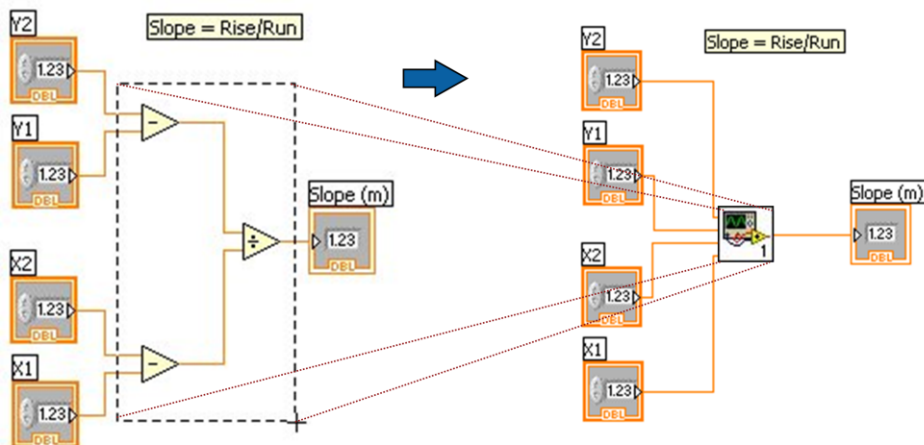 Y2
Slope = Rise/Run
1.23
DBL
Y1
1.23
DBL
Slope (m)
1.23
DBL
X2
1.23
DBL
X1
1.23
DBL
Y2
Slope = Rise/Run
1.23
DBL
Y1
1.23
DBL
Slope (m)
1
1.23
DBL
X2
1.23
DBL
X1
1.23
DBL